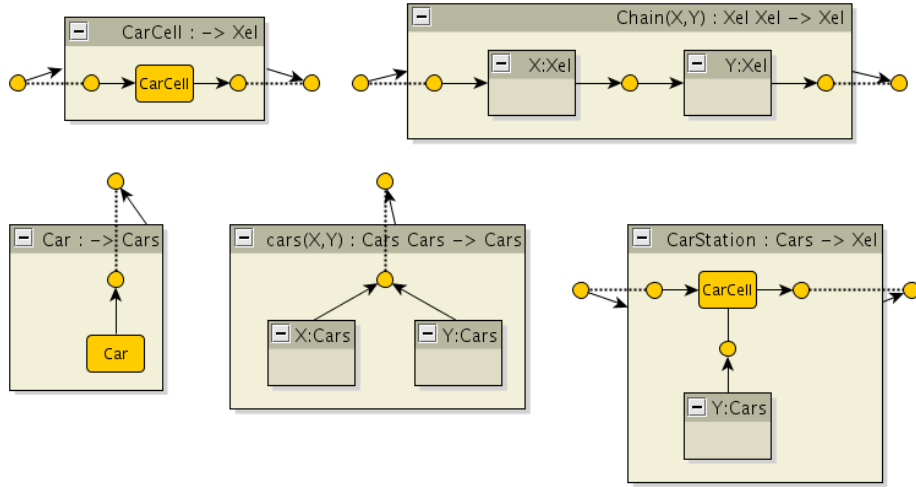 CarCell : -> Xel
CarCell
Chain(X,Y) : Xel Xel -> Xel
X:Xel
Y:Xel
Car : -> Cars
Car
cars(X,Y) : Cars Cars -> Cars
X:Cars
Y:Cars
CarStation : Cars -> Xel
CarCell
Y:Cars